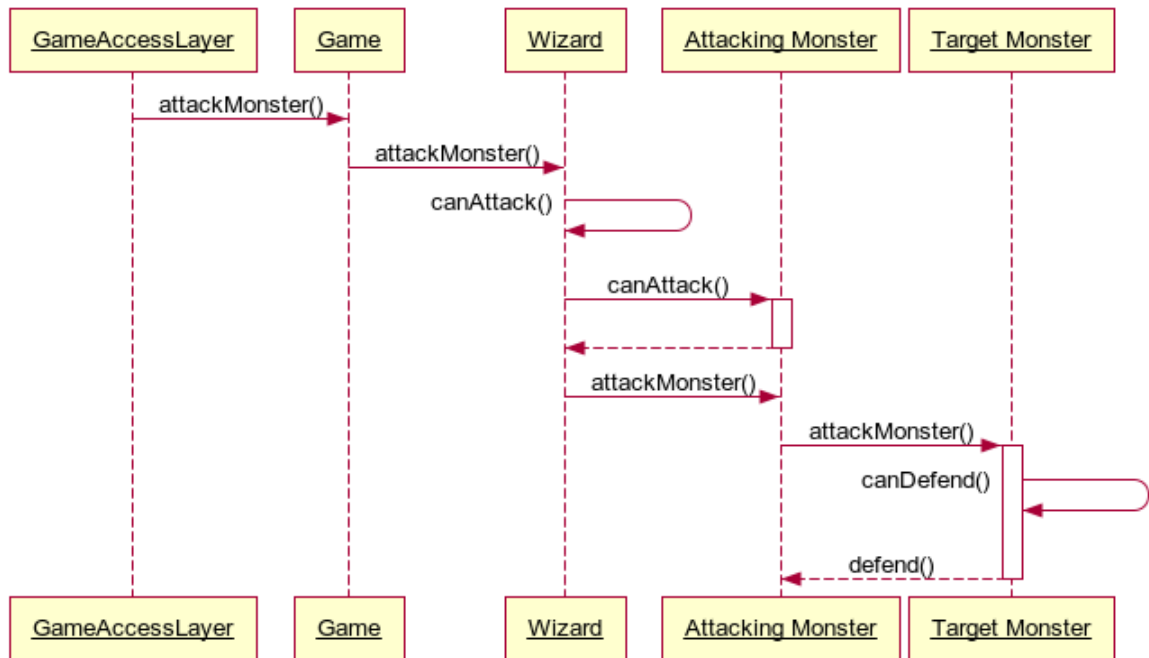 GameAccessLayer
Game
Wizard
Attacking Monster
Target Monster
attackMonster()
attackMonster()
canAttack()
canAttack()
attackMonster()
attackMonster()
canDefend()
defend()
GameAccessLayer
Game
Wizard
Attacking Monster
Target Monster